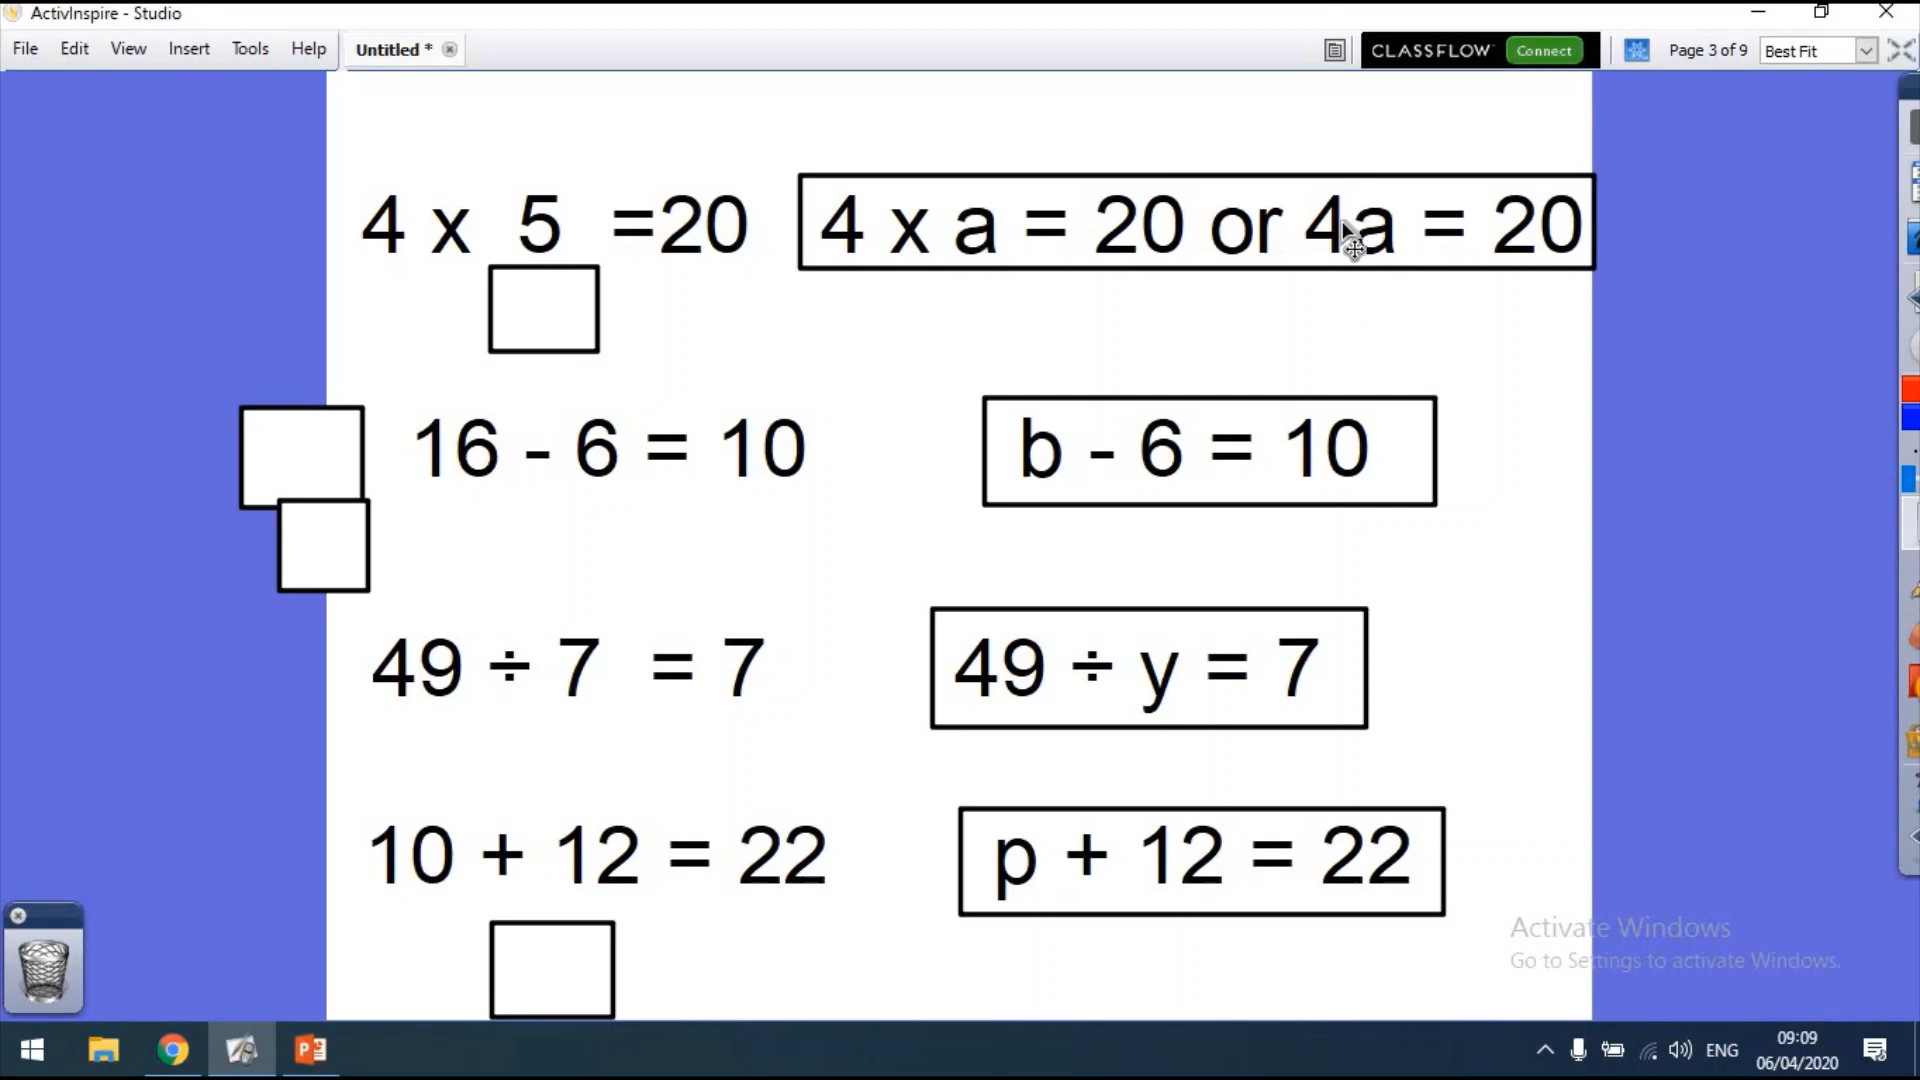 ActivInspire - Studio
File Edit View Insert Tools Help Untitled *
CLASSFLOW Connect Page 3 of 9 Best Fit
4 x 5 =20
4 x a = 20 or 4a = 20
16 - 6 = 10
b - 6 = 10
49 ÷ 7 = 7
49 ÷ y = 7
10 + 12 = 22
p + 12 = 22
Activate Windows
Go to Settings to activate Windows.
ENG
09:09
06/04/2020